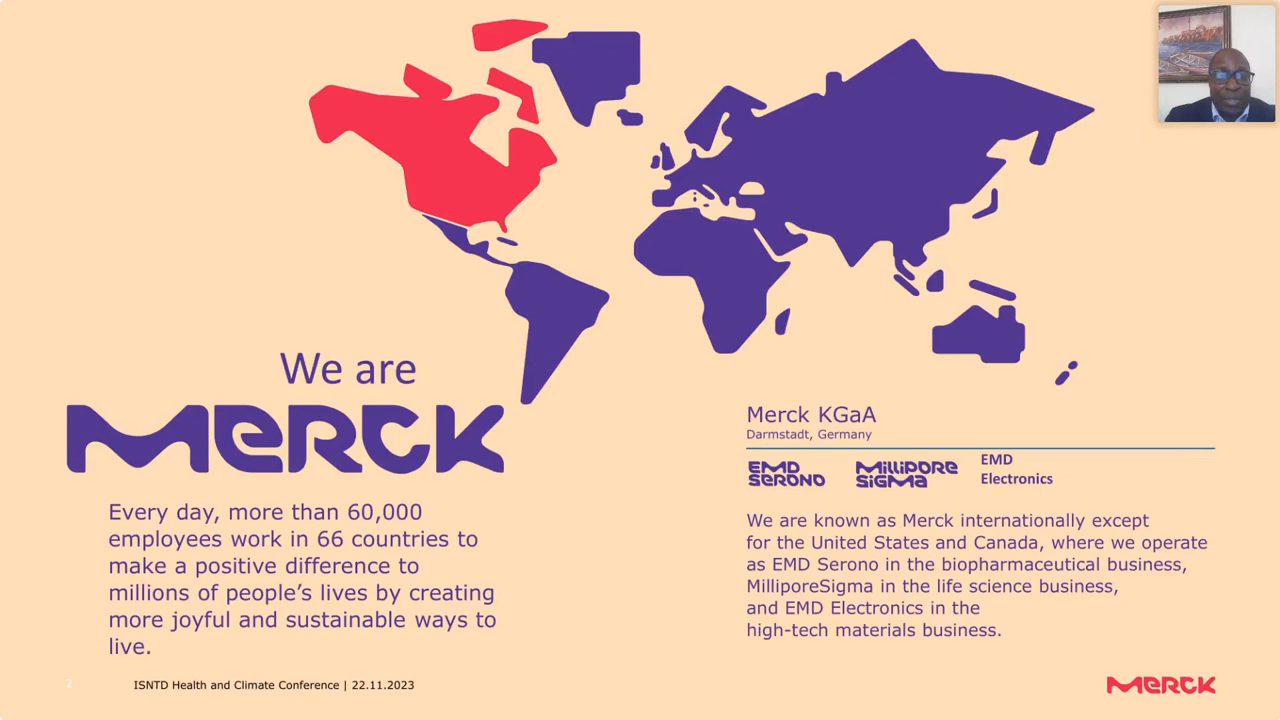 We are
MERCK
Every day, more than 60,000
employees work in 66 countries to
make a positive difference to
millions of people’s lives by creating
more joyful and sustainable ways to
live.
Merck KGaA
Darmstadt, Germany
EMD
SERONO
MILLIPORE
SIGMA
EMD
Electronics
We are known as Merck internationally except
for the United States and Canada, where we operate
as EMD Serono in the biopharmaceutical business,
MilliporeSigma in the life science business,
and EMD Electronics in the
high-tech materials business.
2
ISNTD Health and Climate Conference | 22.11.2023
MERCK